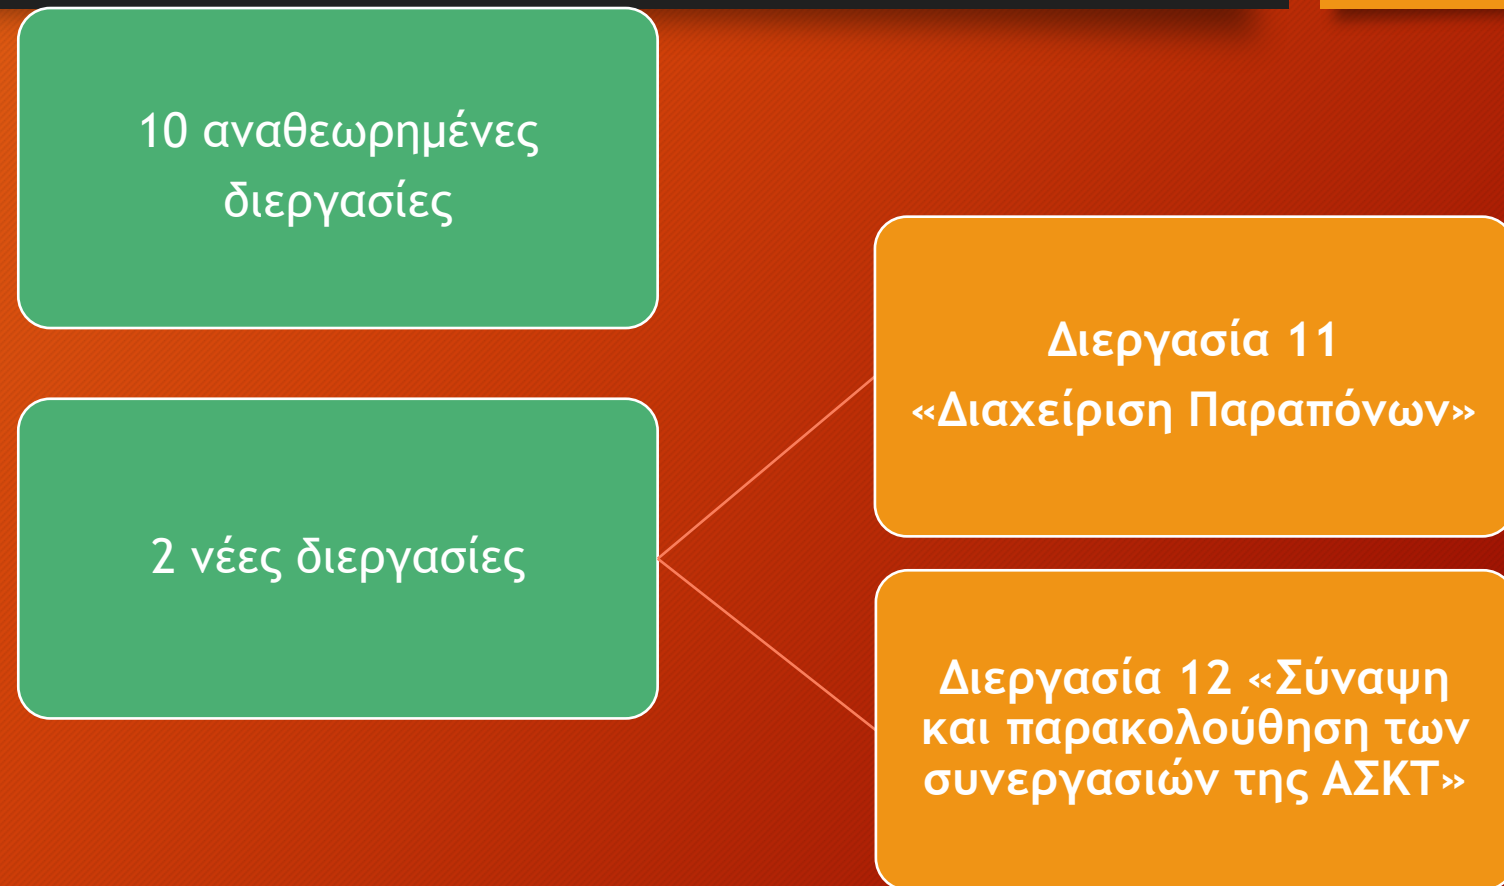 10 αναθεωρημένες
διεργασίες
2 νέες διεργασίες
Διεργασία 11
«Διαχείριση Παραπόνων»
Διεργασία 12 «Σύναψη
και παρακολούθηση των
συνεργασιών της ΑΣΚΤ»